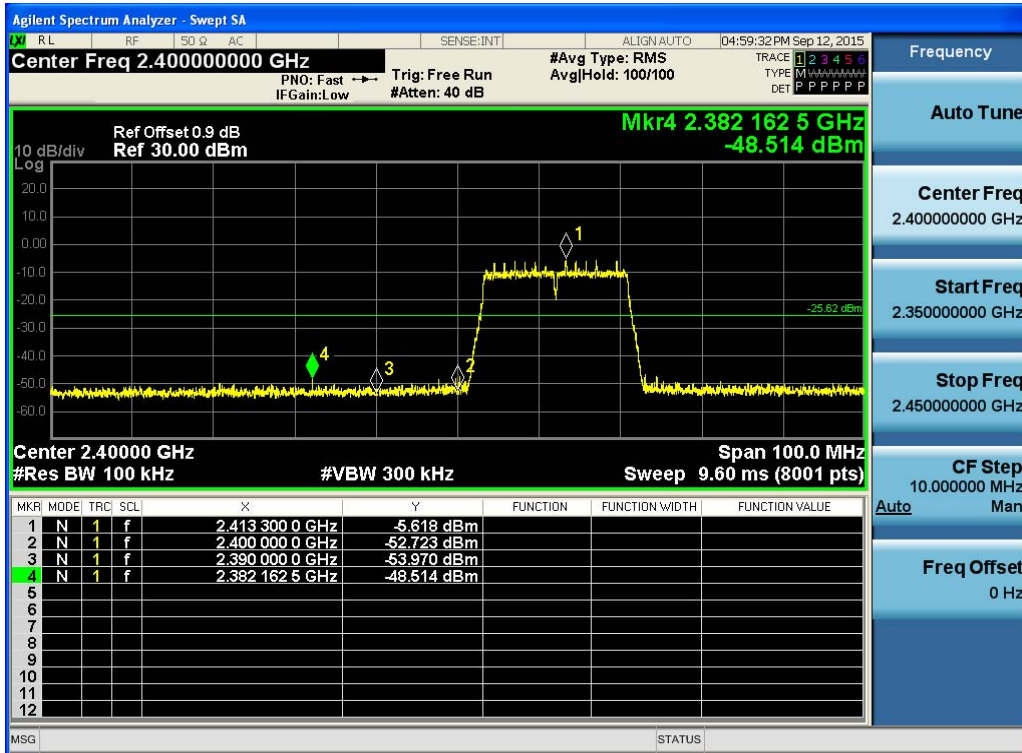 Agilent Spectrum Analyzer - Swept SA
LXI RL RF 50 Ω AC SENSE:INT ALIGN AUTO 04:59:32 PM Sep 12, 2015
Center Freq 2.400000000 GHz #Avg Type: RMS TRACE 1 2 3 4 5 6
PNO: Fast Trig: Free Run Avg|Hold: 100/100 TYPE M
IFGain:Low #Atten: 40 dB DET P P P P P P
Frequency
Auto Tune
Center Freq
2.400000000 GHz
Start Freq
2.350000000 GHz
Stop Freq
2.450000000 GHz
CF Step
10.000000 MHz
Auto Man
Freq Offset
0 Hz
Mkr4 2.382 162 5 GHz
-48.514 dBm
Ref Offset 0.9 dB
10 dB/div Ref 30.00 dBm
Log
20.0
10.0
0.00
-10.0
-20.0
-30.0
-40.0
-50.0
-60.0
1
-25.62 dBm
4
3
2
Center 2.40000 GHz Span 100.0 MHz
#Res BW 100 kHz #VBW 300 kHz Sweep 9.60 ms (8001 pts)
MKR MODE TRC SCL X Y FUNCTION FUNCTION WIDTH FUNCTION VALUE
1 N 1 f 2.413 300 0 GHz -5.618 dBm
2 N 1 f 2.400 000 0 GHz -52.723 dBm
3 N 1 f 2.390 000 0 GHz -53.970 dBm
4 N 1 f 2.382 162 5 GHz -48.514 dBm
5
6
7
8
9
10
11
12
MSG STATUS